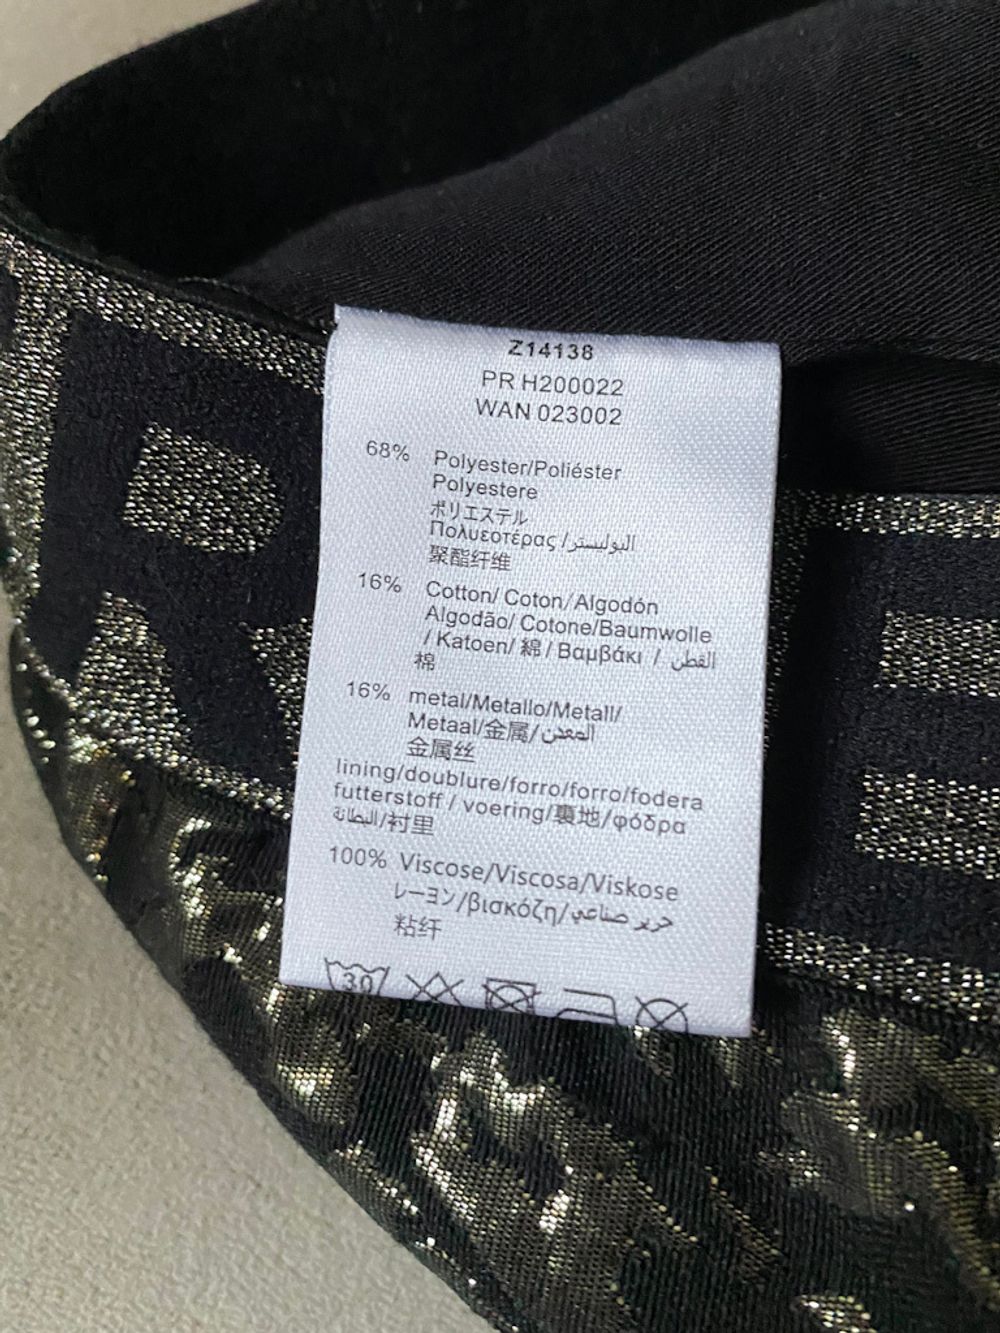 Z14138
PR H200022
WAN 023002
68% Polyester/Poliéster
Polyestere
ポリエステル
Πολυεοτέρας /البوليستر/
聚酯纤维
16% Cotton/ Coton/Algodón
Algodão/ Cotone/Baumwolle
/ Katoen/ 綿 / Βαμβάκι / القطن
棉
16% metal/Metallo/Metall/
Metaal/金属/المعدن
金属丝
lining/doublure/forro/forro/fodera
futterstoff / voering/裏地/φόδρα
البطانة/衬里
100% Viscose/Viscosa/Viskose
レーヨン/βισκόζη/حرير صناعي
粘纤
30